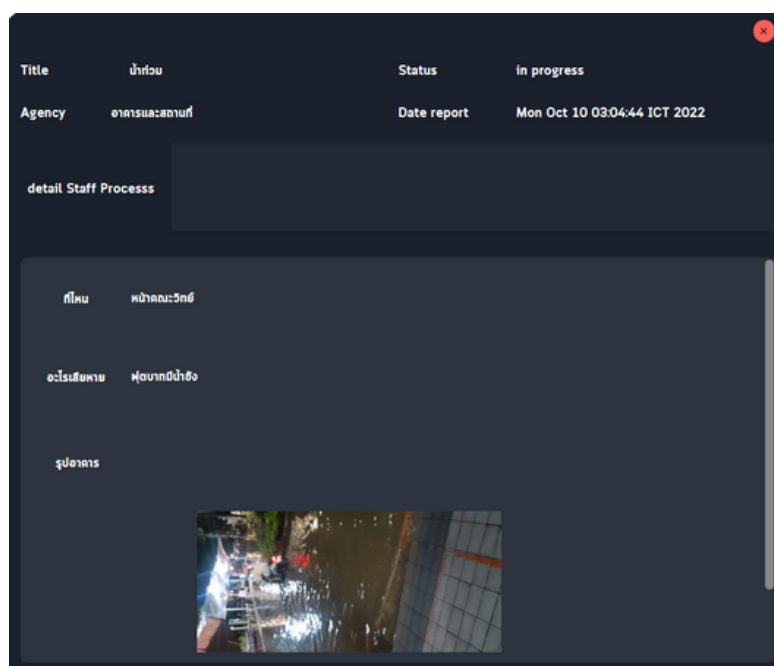 Title น้ำท่วม Status in progress
Agency อาคารและสถานที่ Date report Mon Oct 10 03:04:44 ICT 2022
detail Staff Processs
ที่ไหน หน้าคณะวิทย์
อะไรเสียหาย ฟุตบาทมีน้ำขัง
รูปอาคาร